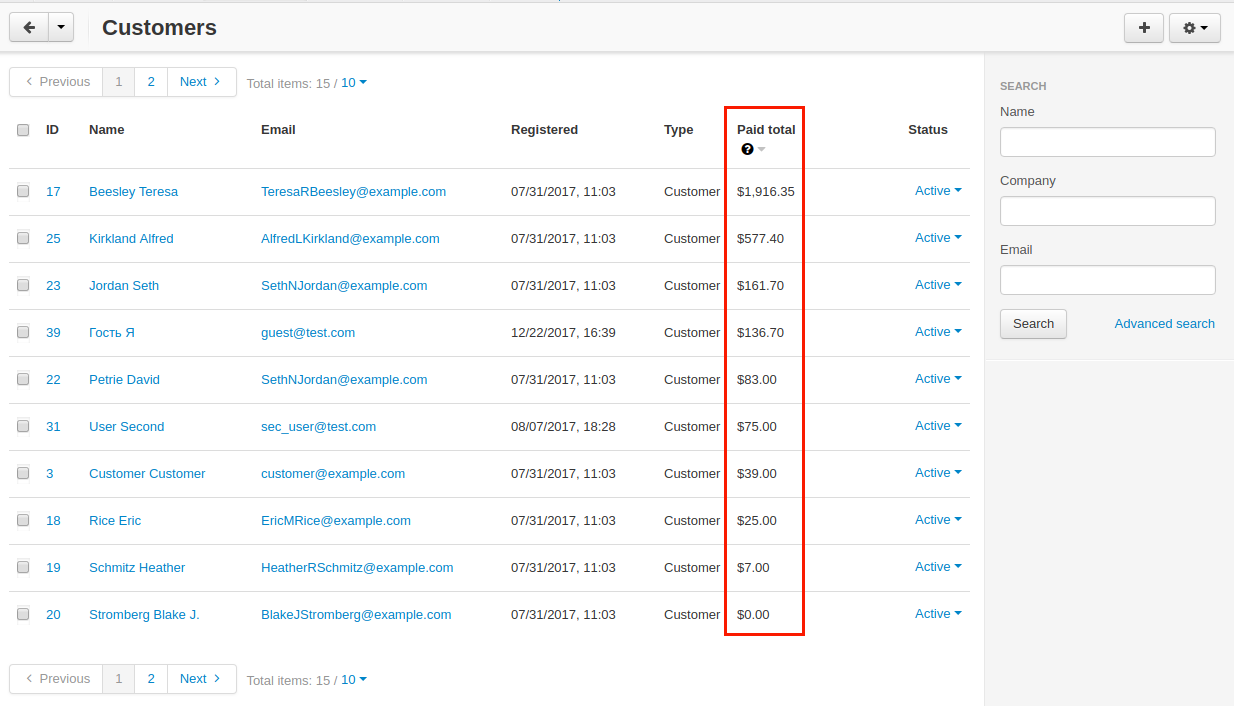 Customers
Previous 1 2 Next Total items: 15 / 10
ID Name Email Registered Type Paid total Status
?
17 Beesley Teresa TeresaRBeesley@example.com 07/31/2017, 11:03 Customer $1,916.35 Active
25 Kirkland Alfred AlfredLKirkland@example.com 07/31/2017, 11:03 Customer $577.40 Active
23 Jordan Seth SethNJordan@example.com 07/31/2017, 11:03 Customer $161.70 Active
39 Гость Я guest@test.com 12/22/2017, 16:39 Customer $136.70 Active
22 Petrie David SethNJordan@example.com 07/31/2017, 11:03 Customer $83.00 Active
31 User Second sec_user@test.com 08/07/2017, 18:28 Customer $75.00 Active
3 Customer Customer customer@example.com 07/31/2017, 11:03 Customer $39.00 Active
18 Rice Eric EricMRice@example.com 07/31/2017, 11:03 Customer $25.00 Active
19 Schmitz Heather HeatherRSchmitz@example.com 07/31/2017, 11:03 Customer $7.00 Active
20 Stromberg Blake J. BlakeJStromberg@example.com 07/31/2017, 11:03 Customer $0.00 Active
Previous 1 2 Next Total items: 15 / 10
SEARCH
Name
Company
Email
Search Advanced search